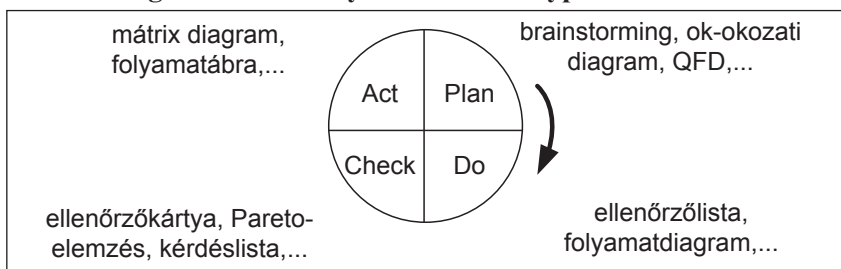 mátrix diagram,
folyamatábra,...
brainstorming, ok-okozati
diagram, QFD,...
Act
Plan
Check
Do
ellenőrzőkártya, Pareto-
elemzés, kérdéslista,...
ellenőrzőlista,
folyamatdiagram,...